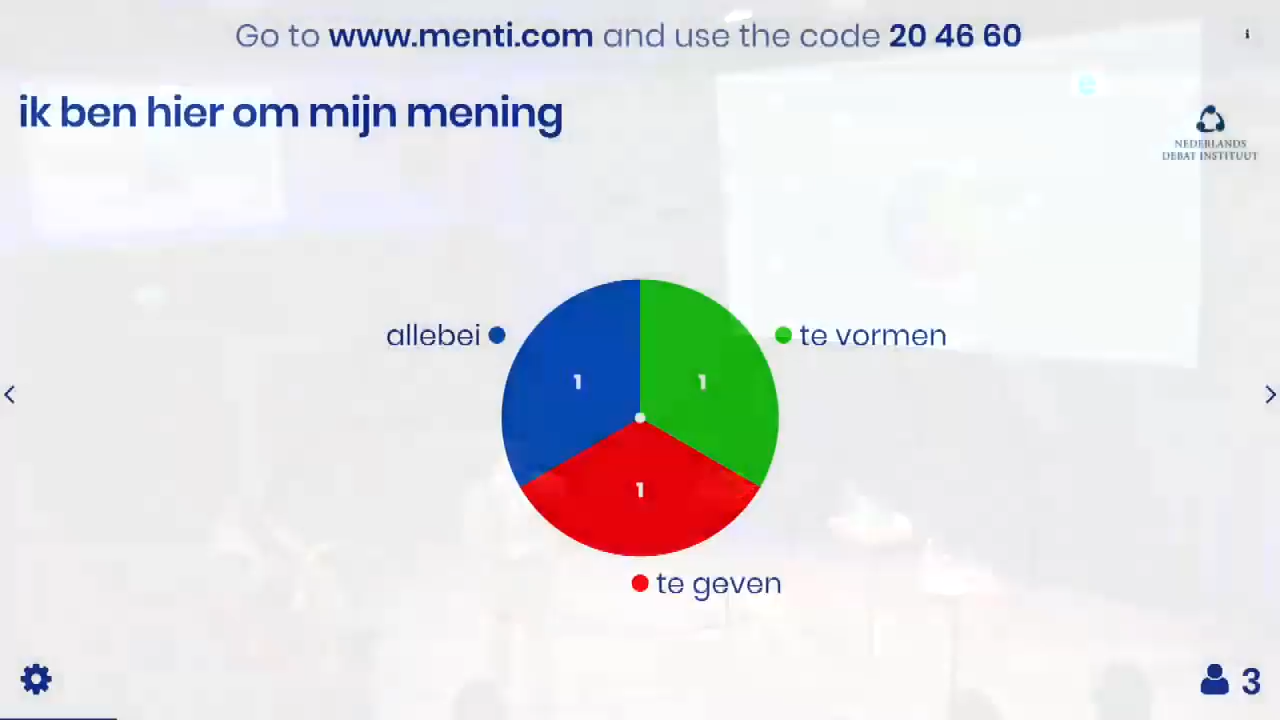 Go to www.menti.com and use the code 20 46 60
ik ben hier om mijn mening
NEDERLANDS
DEBAT INSTITUUT
allebei
te vormen
1
1
1
te geven
3